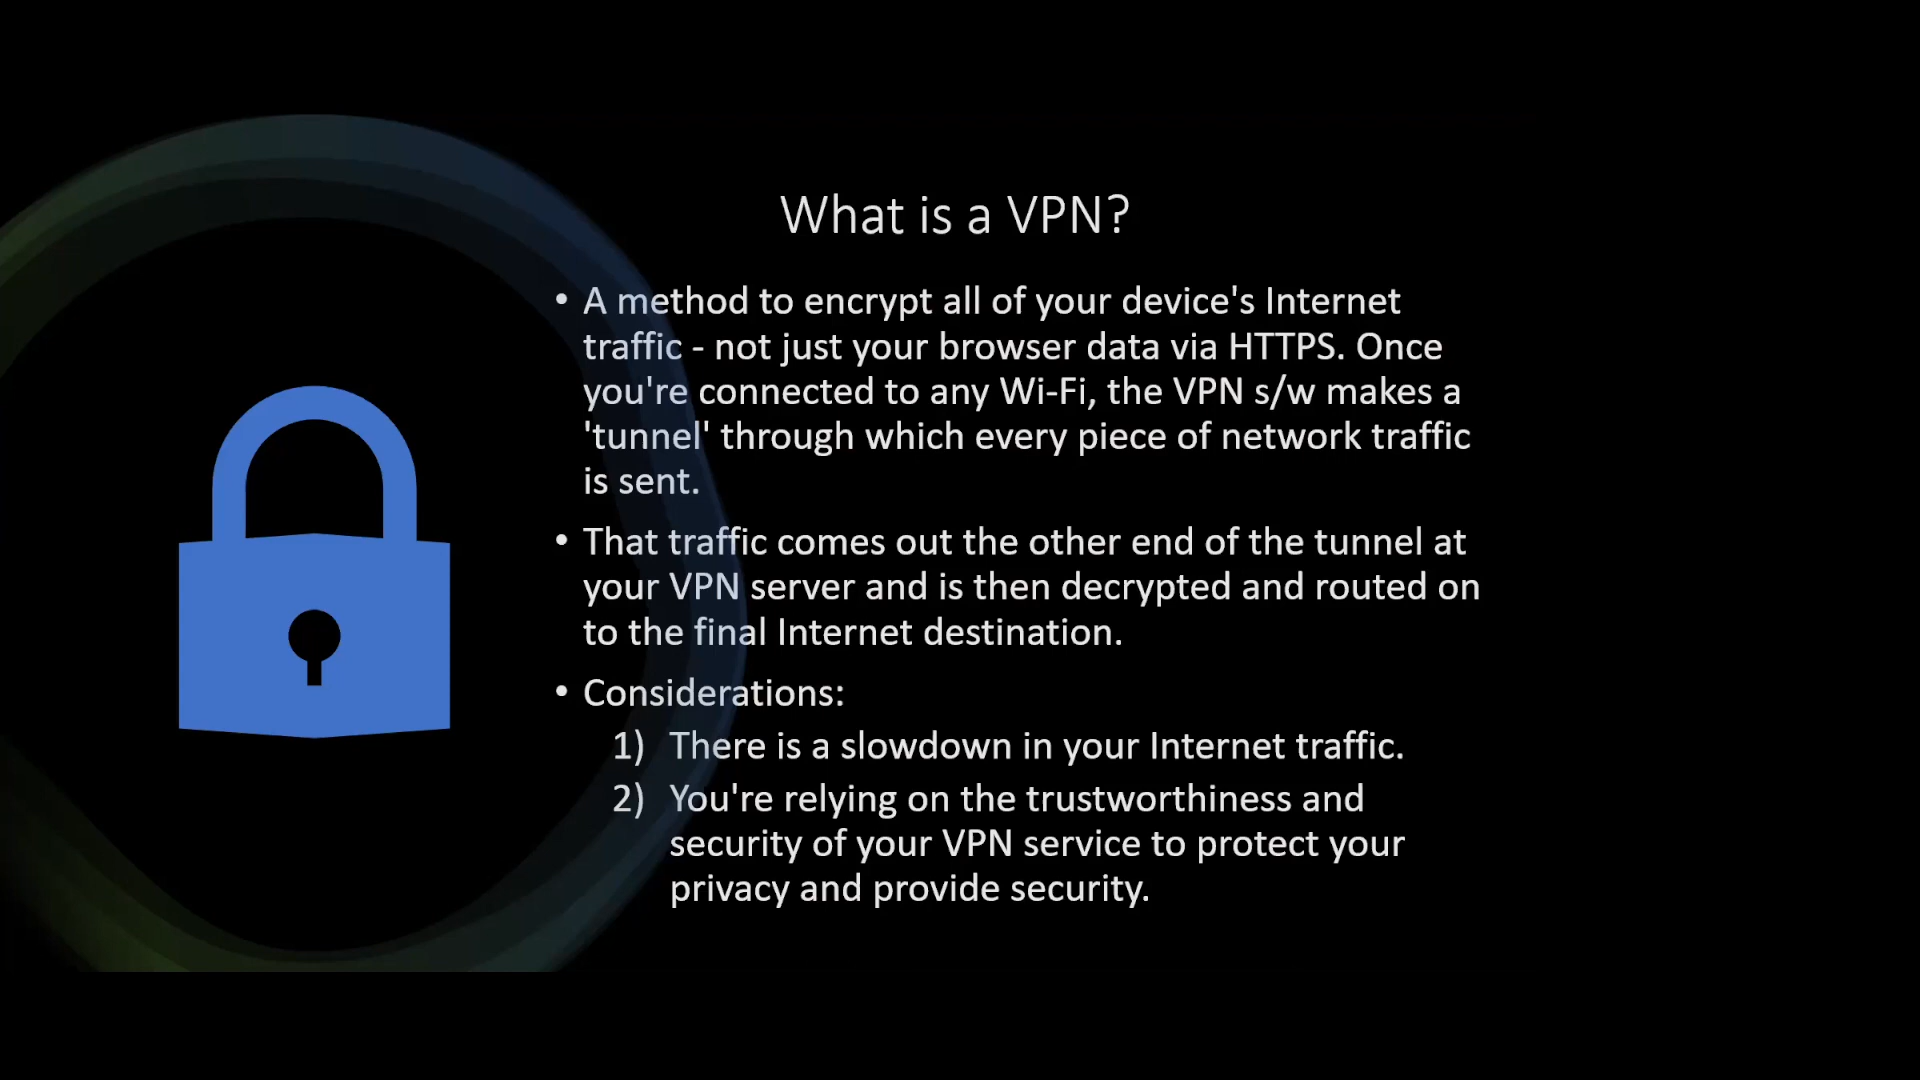 What is a VPN?
• A method to encrypt all of your device's Internet
traffic - not just your browser data via HTTPS. Once
you're connected to any Wi-Fi, the VPN s/w makes a
'tunnel' through which every piece of network traffic
is sent.
• That traffic comes out the other end of the tunnel at
your VPN server and is then decrypted and routed on
to the final Internet destination.
• Considerations:
1) There is a slowdown in your Internet traffic.
2) You're relying on the trustworthiness and
security of your VPN service to protect your
privacy and provide security.